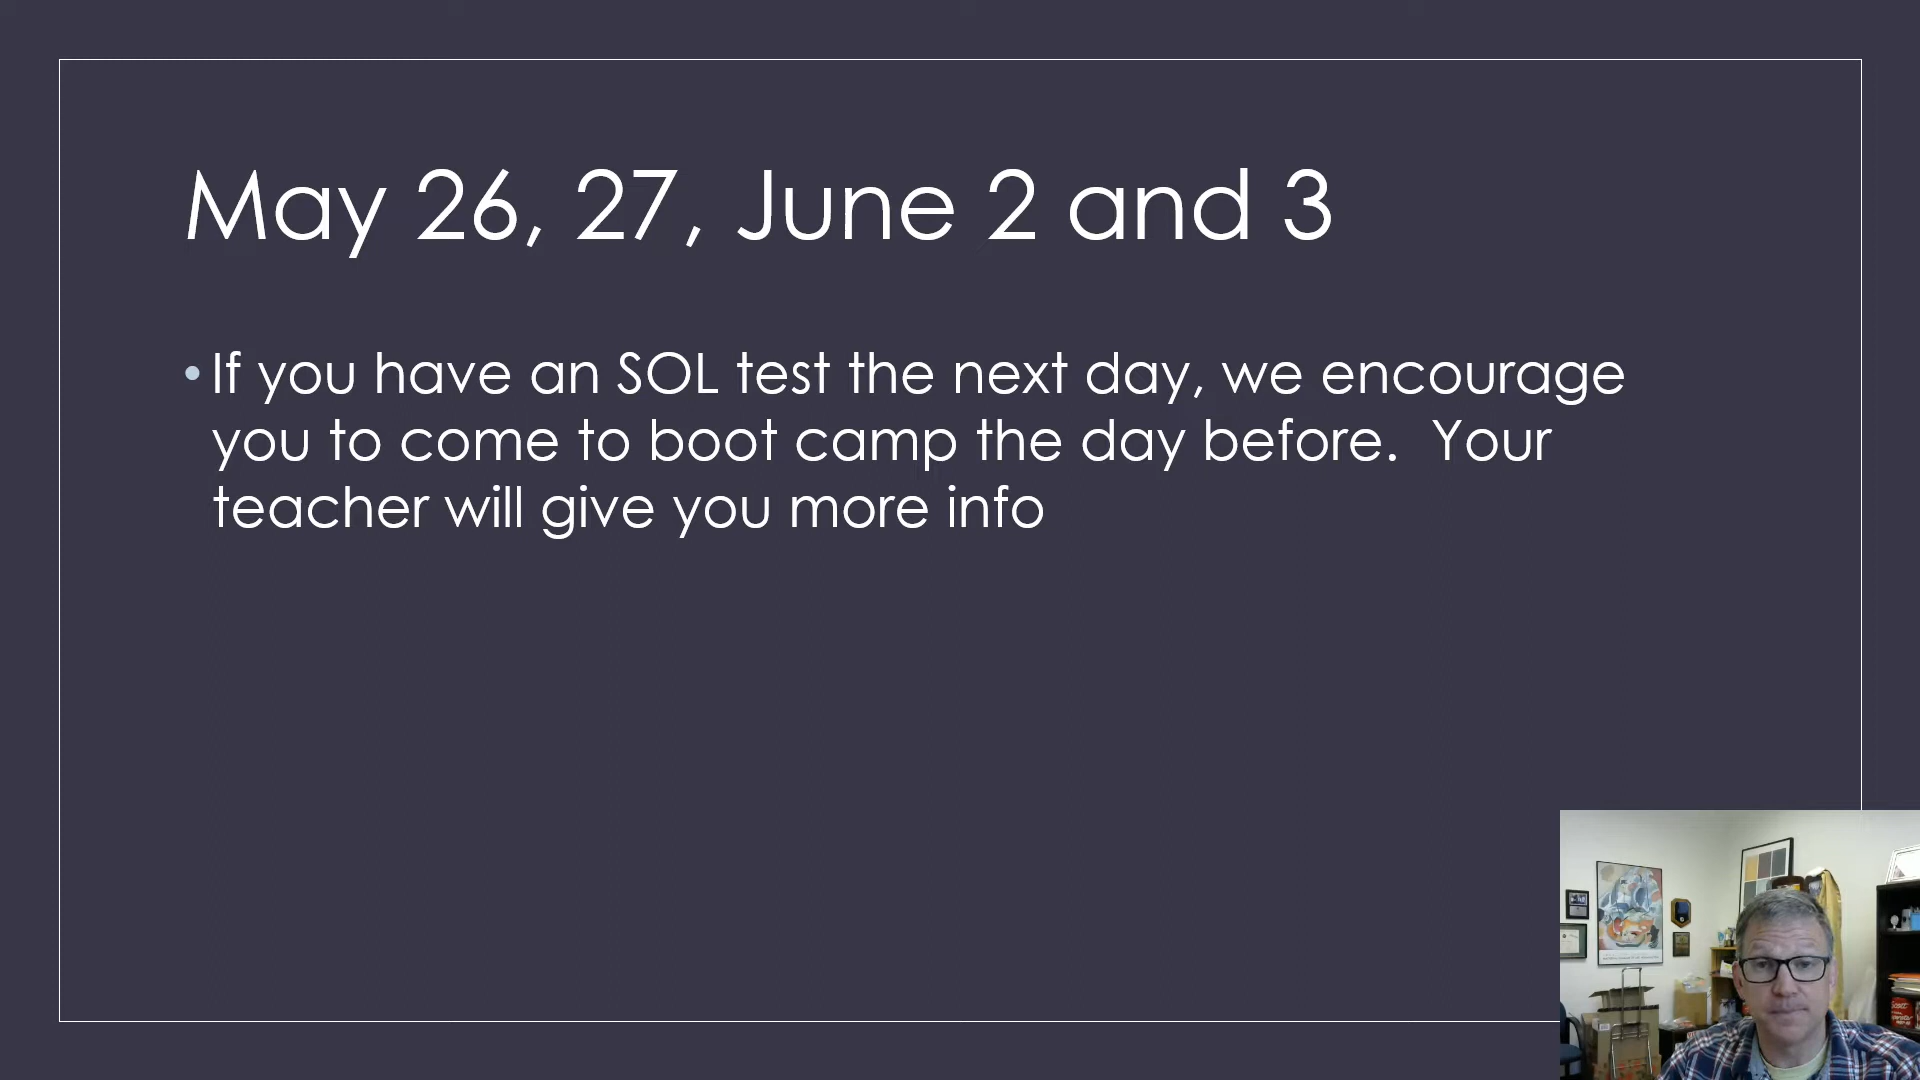 May 26, 27, June 2 and 3
• If you have an SOL test the next day, we encourage
you to come to boot camp the day before.  Your
teacher will give you more info